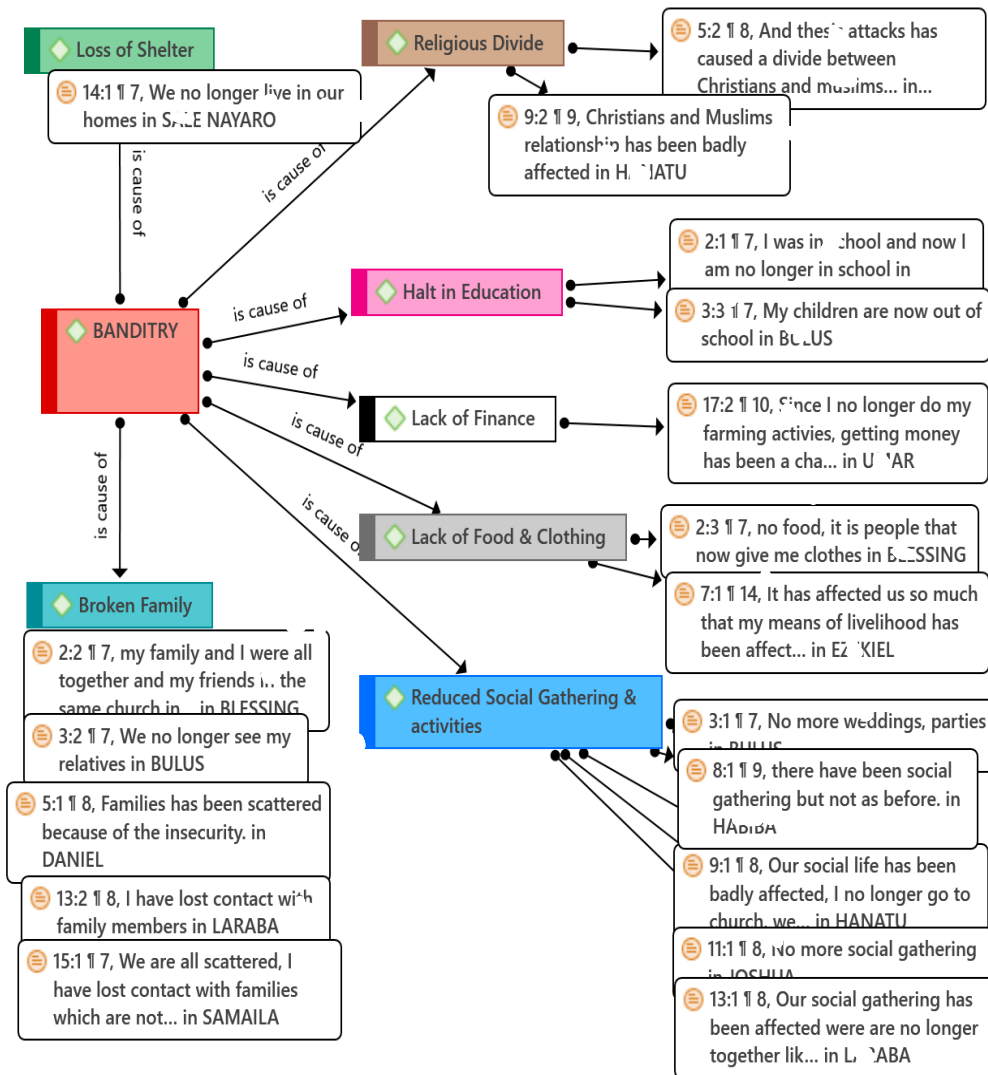 Loss of Shelter
14:1 ¶ 7, We no longer live in our
homes in SALE NAYARO
Religious Divide
5:2 ¶ 8, And these attacks has
caused a divide between
Christians and muslims... in...
9:2 ¶ 9, Christians and Muslims
relationship has been badly
affected in HANATU
is cause of
is cause of
Halt in Education
2:1 ¶ 7, I was in school and now I
am no longer in school in
3:3 ¶ 7, My children are now out of
school in BULUS
BANDITRY
is cause of
is cause of
Lack of Finance
17:2 ¶ 10, Since I no longer do my
farming activies, getting money
has been a cha... in UMAR
is cause of
is cause of
is cause of
Lack of Food & Clothing
2:3 ¶ 7, no food, it is people that
now give me clothes in BLESSING
7:1 ¶ 14, It has affected us so much
that my means of livelihood has
been affect... in EZEKIEL
Broken Family
2:2 ¶ 7, my family and I were all
together and my friends in the
same church in... in BLESSING
3:2 ¶ 7, We no longer see my
relatives in BULUS
5:1 ¶ 8, Families has been scattered
because of the insecurity. in
DANIEL
13:2 ¶ 8, I have lost contact with
family members in LARABA
15:1 ¶ 7, We are all scattered, I
have lost contact with families
which are not... in SAMAILA
Reduced Social Gathering &
activities
3:1 ¶ 7, No more weddings, parties
in BULUS
8:1 ¶ 9, there have been social
gathering but not as before. in
HABIBA
9:1 ¶ 8, Our social life has been
badly affected, I no longer go to
church, we... in HANATU
11:1 ¶ 8, No more social gathering
in JOSHUA
13:1 ¶ 8, Our social gathering has
been affected were are no longer
together lik... in LARABA